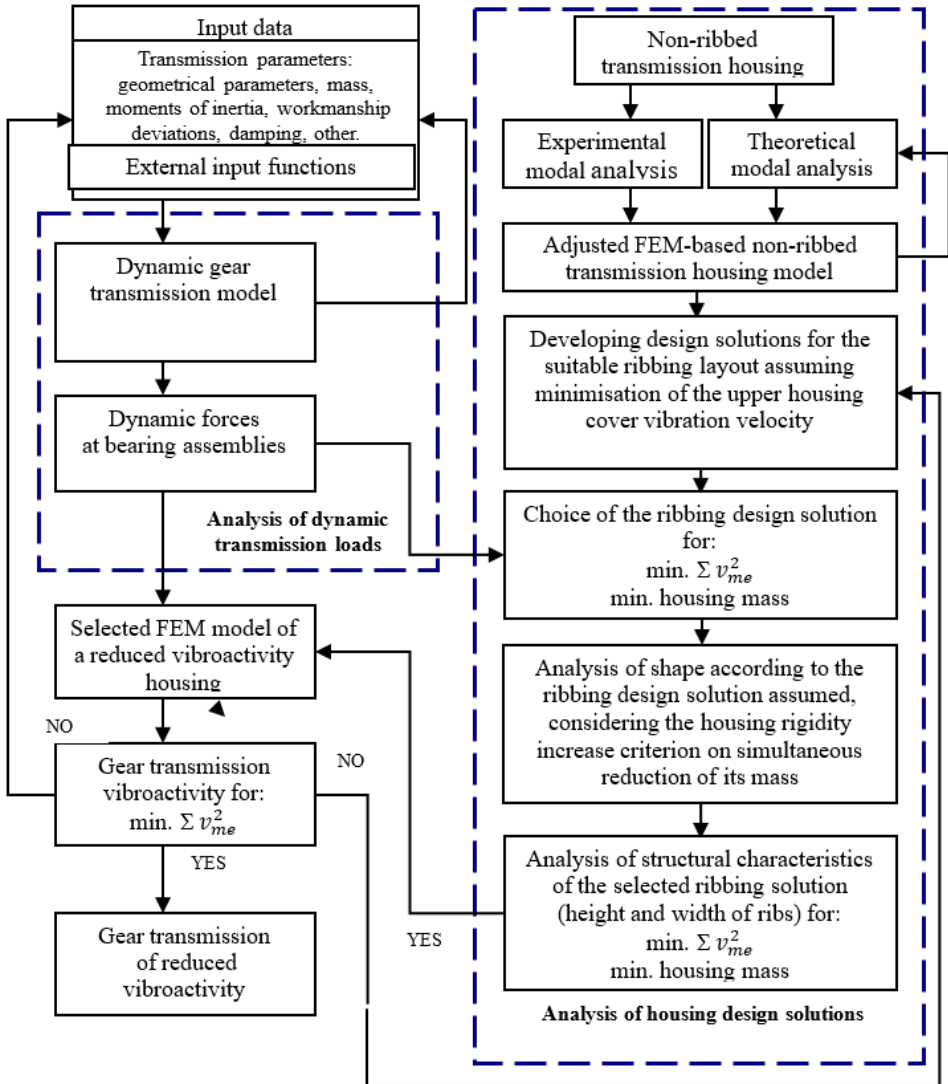 Input data
Transmission parameters:
geometrical parameters, mass,
moments of inertia, workmanship
deviations, damping, other.
External input functions
Dynamic gear
transmission model
Dynamic forces
at bearing assemblies
Analysis of dynamic
transmission loads
Selected FEM model of
a reduced vibroactivity
housing
NO
NO
Gear transmission
vibroactivity for:
min. Σ v²ₘₑ
YES
Gear transmission
of reduced
vibroactivity
Non-ribbed
transmission housing
Experimental
modal analysis
Theoretical
modal analysis
Adjusted FEM-based non-ribbed
transmission housing model
Developing design solutions for the
suitable ribbing layout assuming
minimisation of the upper housing
cover vibration velocity
Choice of the ribbing design solution
for:
min. Σ v²ₘₑ
min. housing mass
Analysis of shape according to the
ribbing design solution assumed,
considering the housing rigidity
increase criterion on simultaneous
reduction of its mass
Analysis of structural characteristics
of the selected ribbing solution
(height and width of ribs) for:
min. Σ v²ₘₑ
min. housing mass
YES
Analysis of housing design solutions